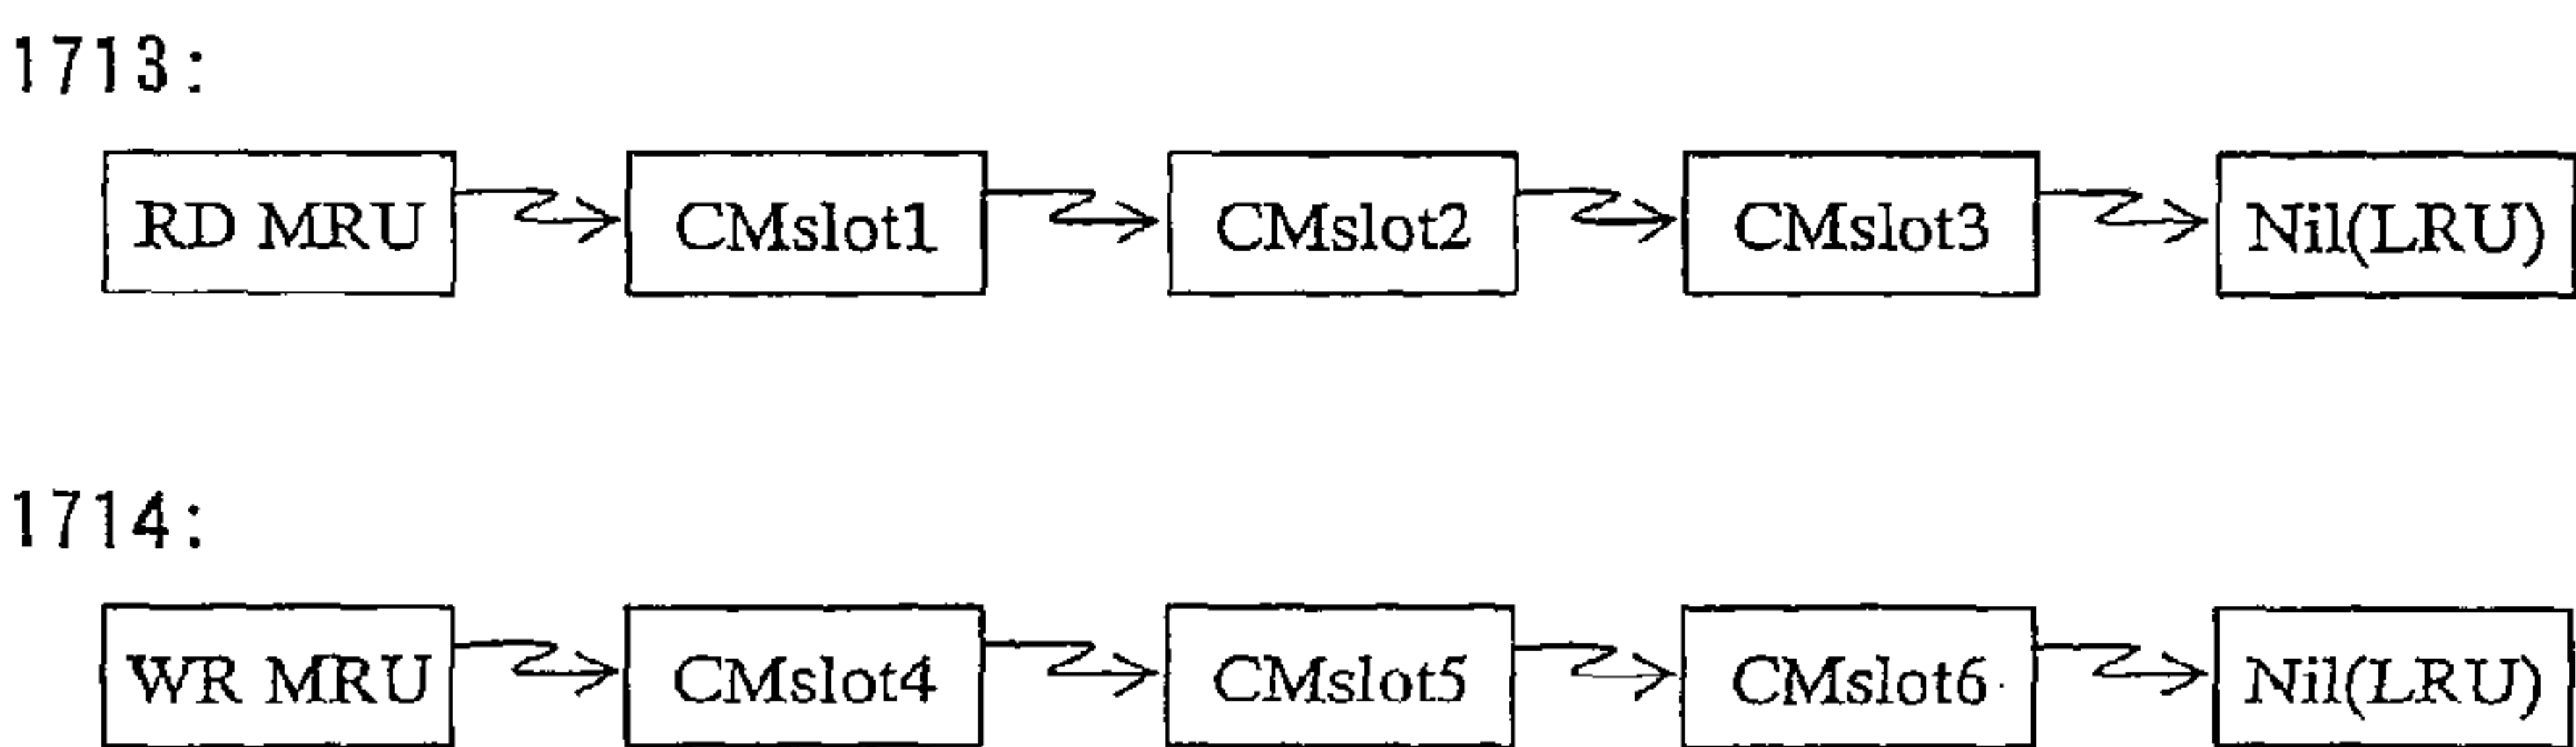 1713:
RD MRU CMslot1 CMslot2 CMslot3 Nil(LRU)
1714:
WR MRU CMslot4 CMslot5 CMslot6 Nil(LRU)